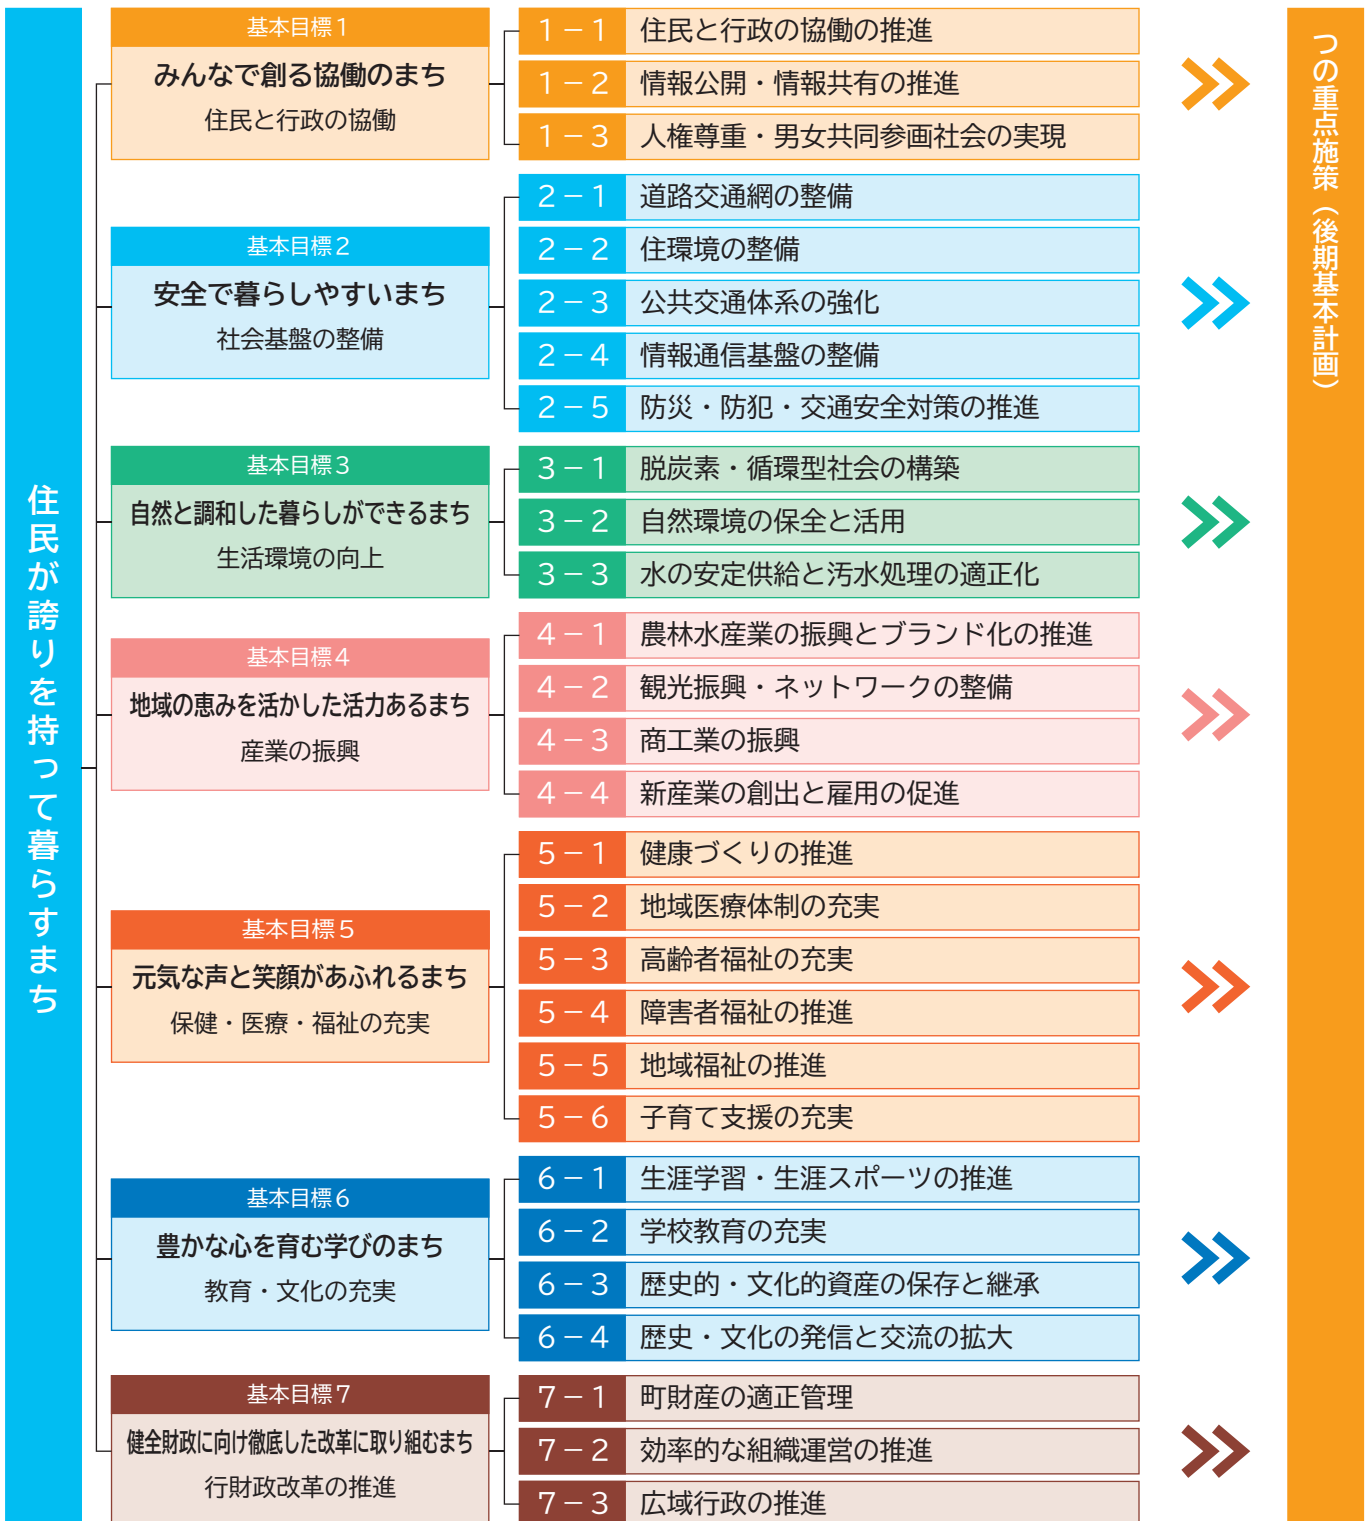 住民が誇りを持って暮らすまち
基本目標1
みんなで創る協働のまち
住民と行政の協働
1－1 住民と行政の協働の推進
1－2 情報公開・情報共有の推進
1－3 人権尊重・男女共同参画社会の実現
基本目標2
安全で暮らしやすいまち
社会基盤の整備
2－1 道路交通網の整備
2－2 住環境の整備
2－3 公共交通体系の強化
2－4 情報通信基盤の整備
2－5 防災・防犯・交通安全対策の推進
基本目標3
自然と調和した暮らしができるまち
生活環境の向上
3－1 脱炭素・循環型社会の構築
3－2 自然環境の保全と活用
3－3 水の安定供給と汚水処理の適正化
基本目標4
地域の恵みを活かした活力あるまち
産業の振興
4－1 農林水産業の振興とブランド化の推進
4－2 観光振興・ネットワークの整備
4－3 商工業の振興
4－4 新産業の創出と雇用の促進
基本目標5
元気な声と笑顔があふれるまち
保健・医療・福祉の充実
5－1 健康づくりの推進
5－2 地域医療体制の充実
5－3 高齢者福祉の充実
5－4 障害者福祉の推進
5－5 地域福祉の推進
5－6 子育て支援の充実
基本目標6
豊かな心を育む学びのまち
教育・文化の充実
6－1 生涯学習・生涯スポーツの推進
6－2 学校教育の充実
6－3 歴史的・文化的資産の保存と継承
6－4 歴史・文化の発信と交流の拡大
基本目標7
健全財政に向け徹底した改革に取り組むまち
行財政改革の推進
7－1 町財産の適正管理
7－2 効率的な組織運営の推進
7－3 広域行政の推進
つの重点施策（後期基本計画）